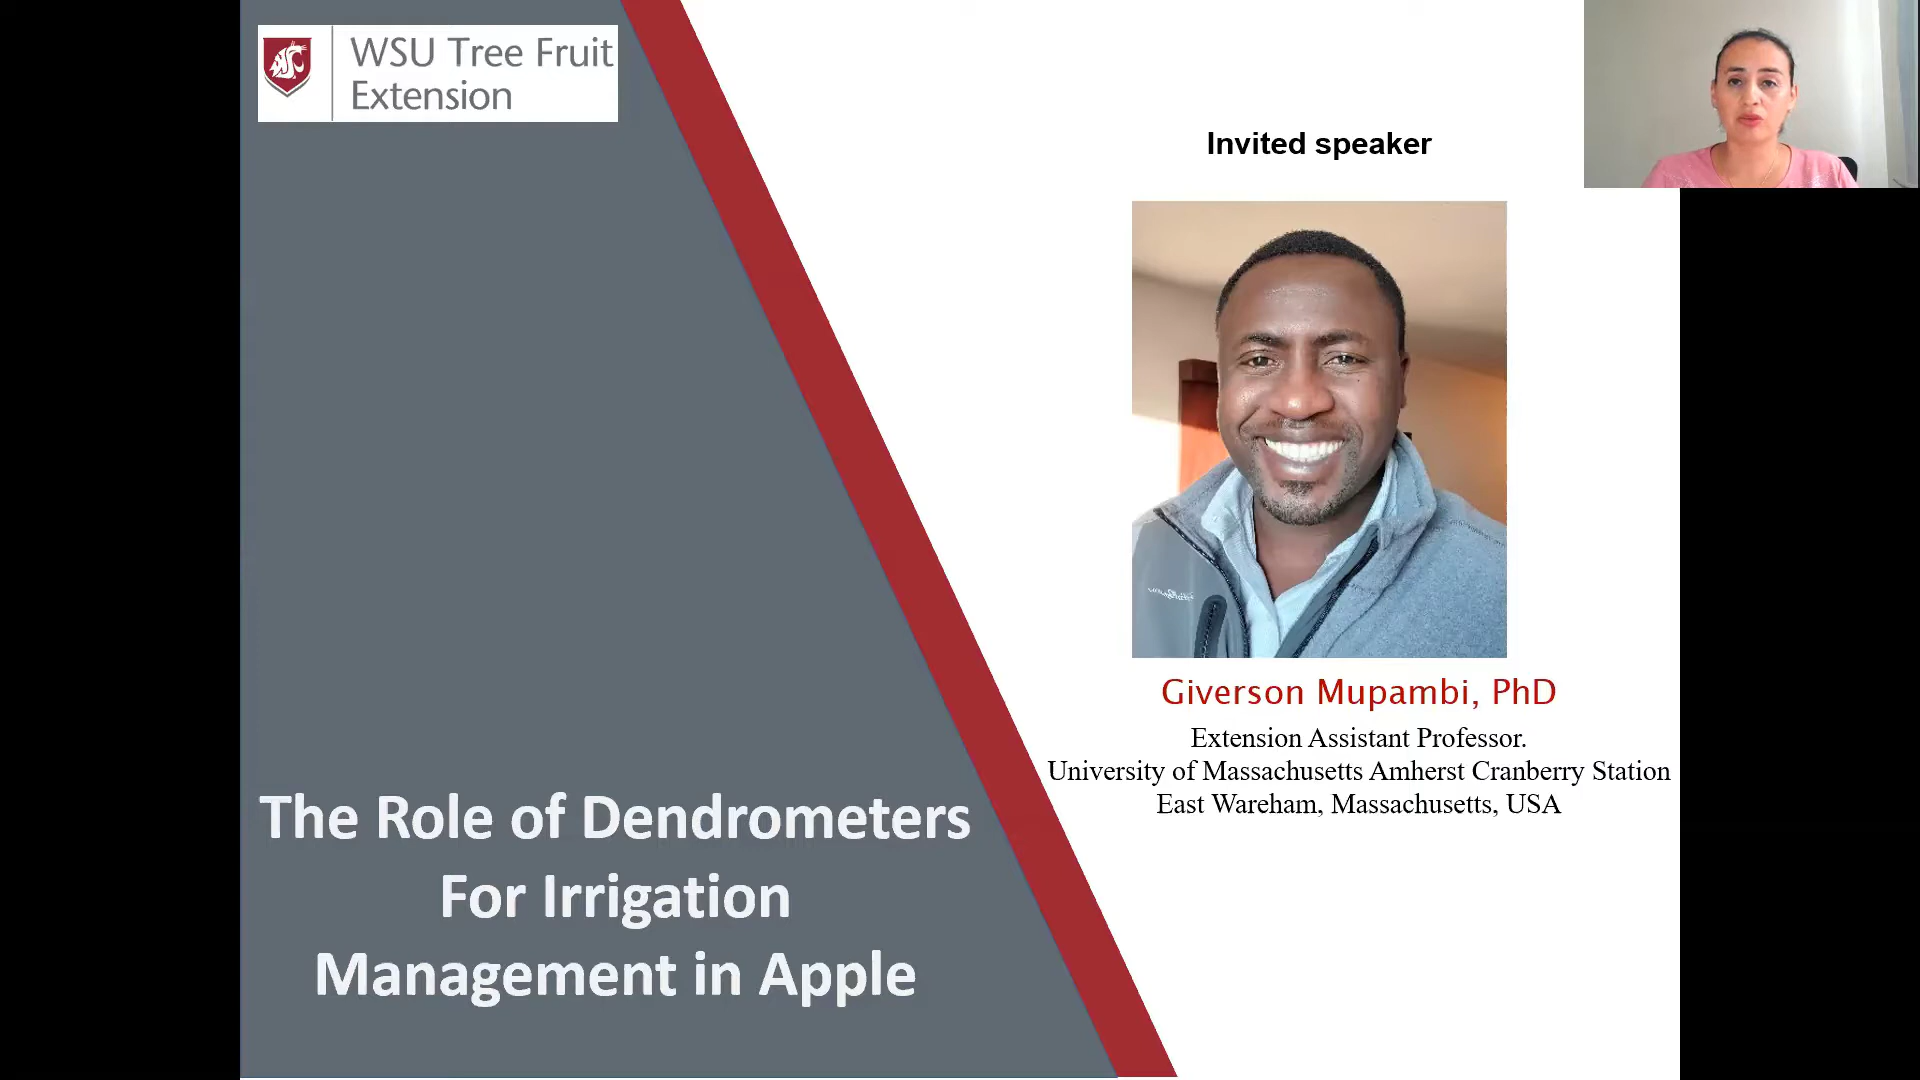 WSU Tree Fruit
Extension
Invited speaker
Giverson Mupambi, PhD
Extension Assistant Professor.
University of Massachusetts Amherst Cranberry Station
East Wareham, Massachusetts, USA
The Role of Dendrometers
For Irrigation
Management in Apple